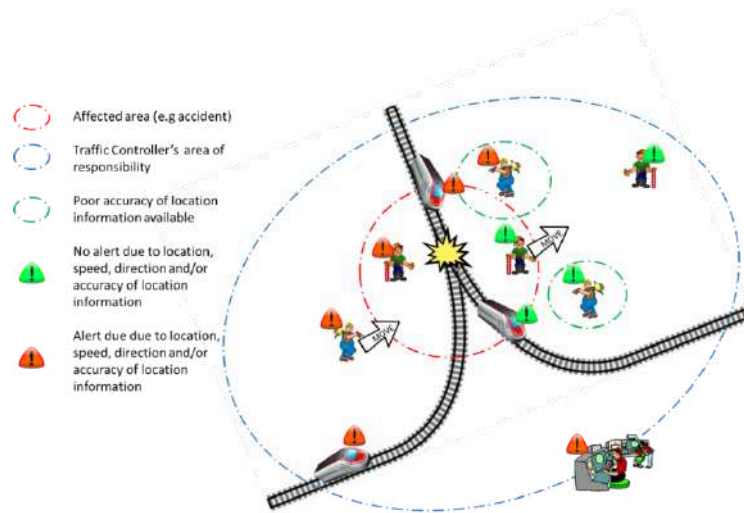 Affected area (e.g accident)
Traffic Controller's area of
responsibility
Poor accuracy of location
information available
No alert due to location,
speed, direction and/or
accuracy of location
information
Alert due due to location,
speed, direction and/or
accuracy of location
information
MOVE
MOVE